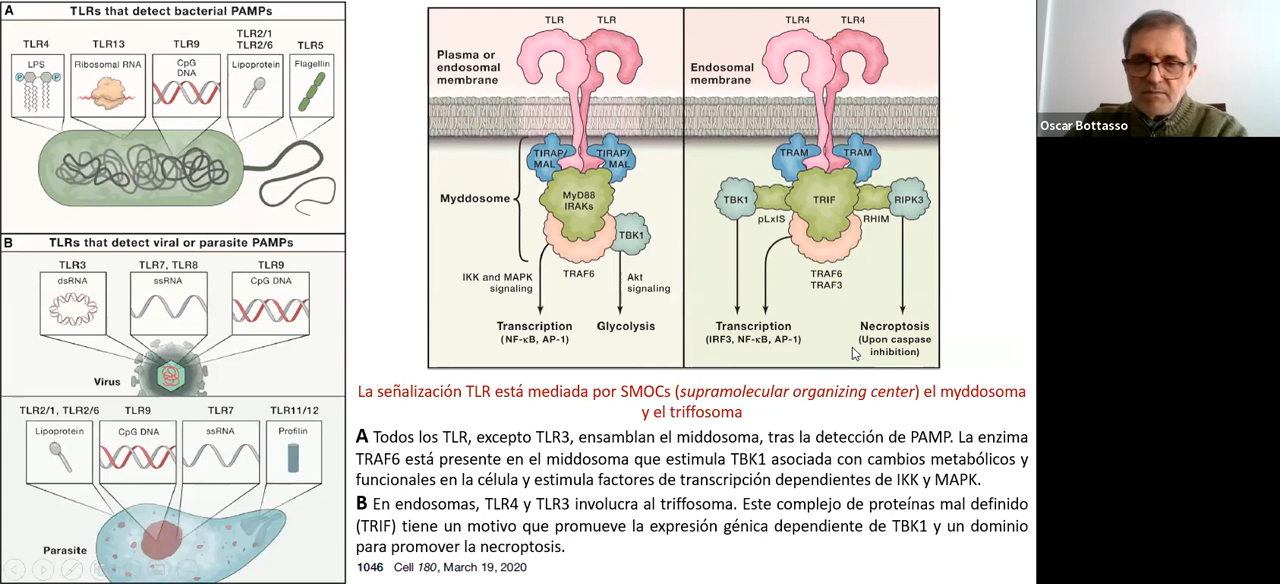 A TLRs that detect bacterial PAMPs
TLR4
LPS
P
P
TLR13
Ribosomal RNA
TLR9
CpG
DNA
TLR2/1
TLR2/6
Lipoprotein
TLR5
Flagellin
B TLRs that detect viral or parasite PAMPs
TLR3
dsRNA
TLR7, TLR8
ssRNA
TLR9
CpG DNA
Virus
TLR2/1, TLR2/6
Lipoprotein
TLR9
CpG DNA
TLR7
ssRNA
TLR11/12
Profilin
Parasite
TLR TLR
Plasma or
endosomal
membrane
TIRAP/
MAL
TIRAP/
MAL
Myddosome
MyD88
IRAKs
TBK1
TRAF6
IKK and MAPK
signaling
Akt
signaling
Transcription
(NF-κB, AP-1)
Glycolysis
TLR4 TLR4
Endosomal
membrane
TRAM
TRAM
TBK1
TRIF
RIPK3
pLxIS
RHIM
TRAF6
TRAF3
Transcription
(IRF3, NF-κB, AP-1)
Necroptosis
(Upon caspase
inhibition)
La señalización TLR está mediada por SMOCs (supramolecular organizing center) el myddosoma
y el triffosoma
A Todos los TLR, excepto TLR3, ensamblan el middosoma, tras la detección de PAMP. La enzima
TRAF6 está presente en el middosoma que estimula TBK1 asociada con cambios metabólicos y
funcionales en la célula y estimula factores de transcripción dependientes de IKK y MAPK.
B En endosomas, TLR4 y TLR3 involucra al triffosoma. Este complejo de proteínas mal definido
(TRIF) tiene un motivo que promueve la expresión génica dependiente de TBK1 y un dominio
para promover la necroptosis.
1046 Cell 180, March 19, 2020
Oscar Bottasso